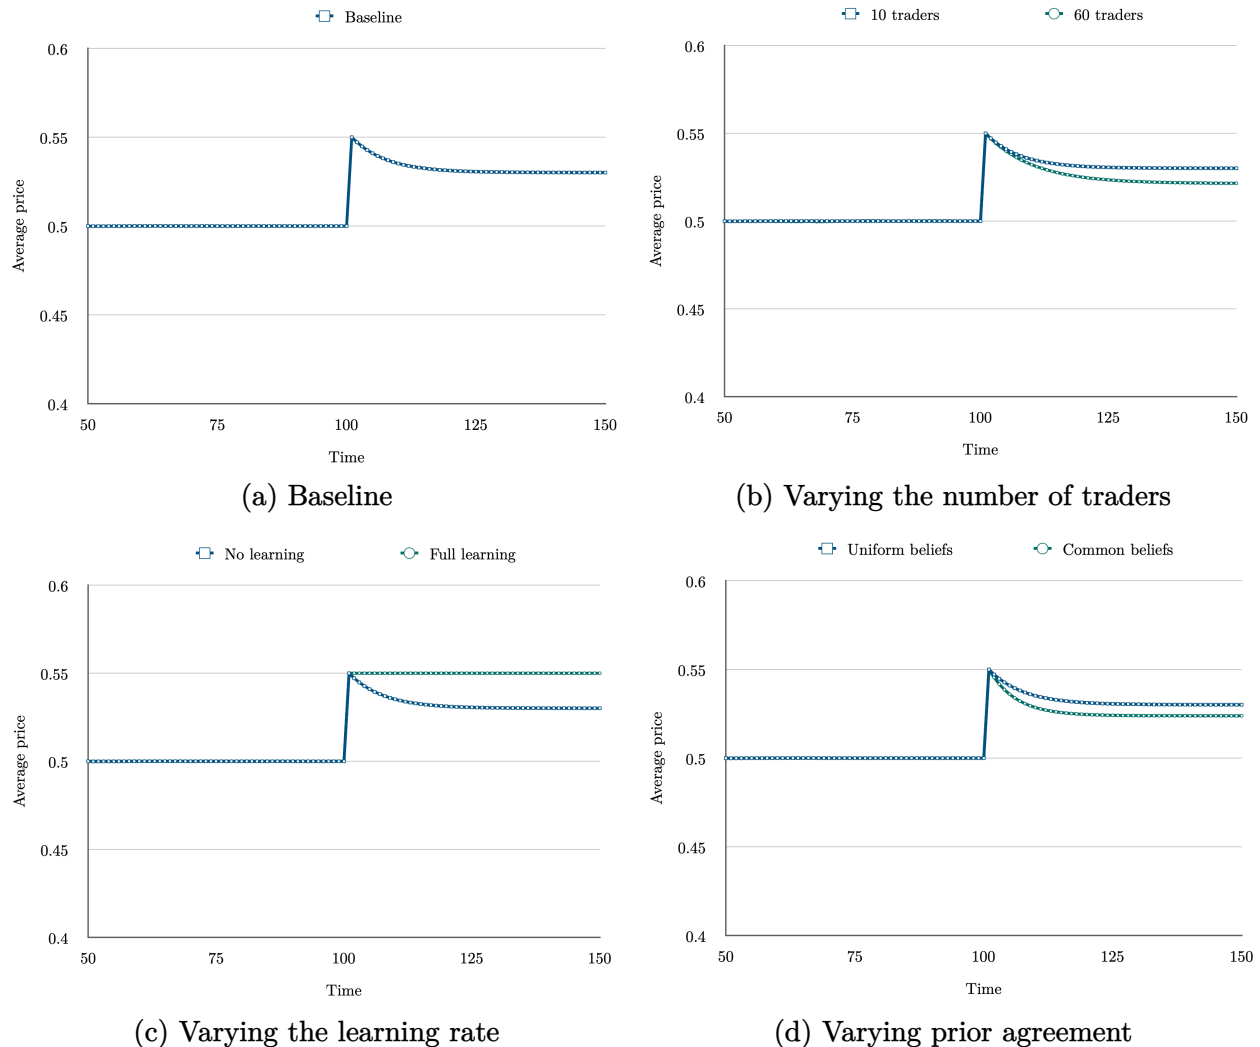 Baseline
0.6
0.55
0.5
0.45
0.4
Average price
50 75 100 125 150
Time
(a) Baseline
10 traders 60 traders
0.6
0.55
0.5
0.45
0.4
Average price
50 75 100 125 150
Time
(b) Varying the number of traders
No learning Full learning
0.6
0.55
0.5
0.45
0.4
Average price
50 75 100 125 150
Time
(c) Varying the learning rate
Uniform beliefs Common beliefs
0.6
0.55
0.5
0.45
0.4
Average price
50 75 100 125 150
Time
(d) Varying prior agreement